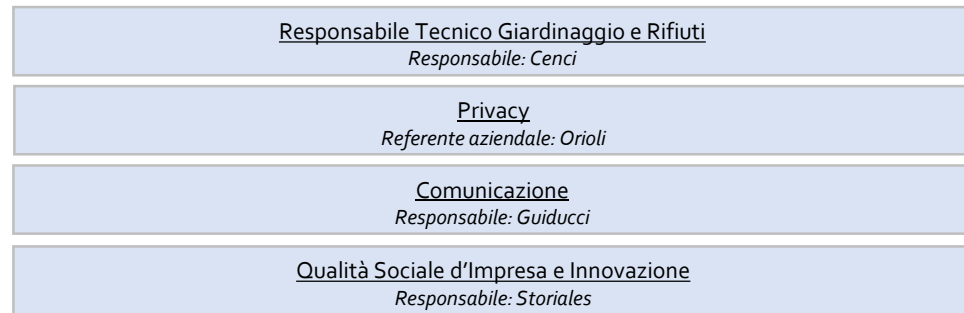 Responsabile Tecnico Giardinaggio e Rifiuti
Responsabile: Cenci
Privacy
Referente aziendale: Orioli
Comunicazione
Responsabile: Guiducci
Qualità Sociale d’Impresa e Innovazione
Responsabile: Storiales